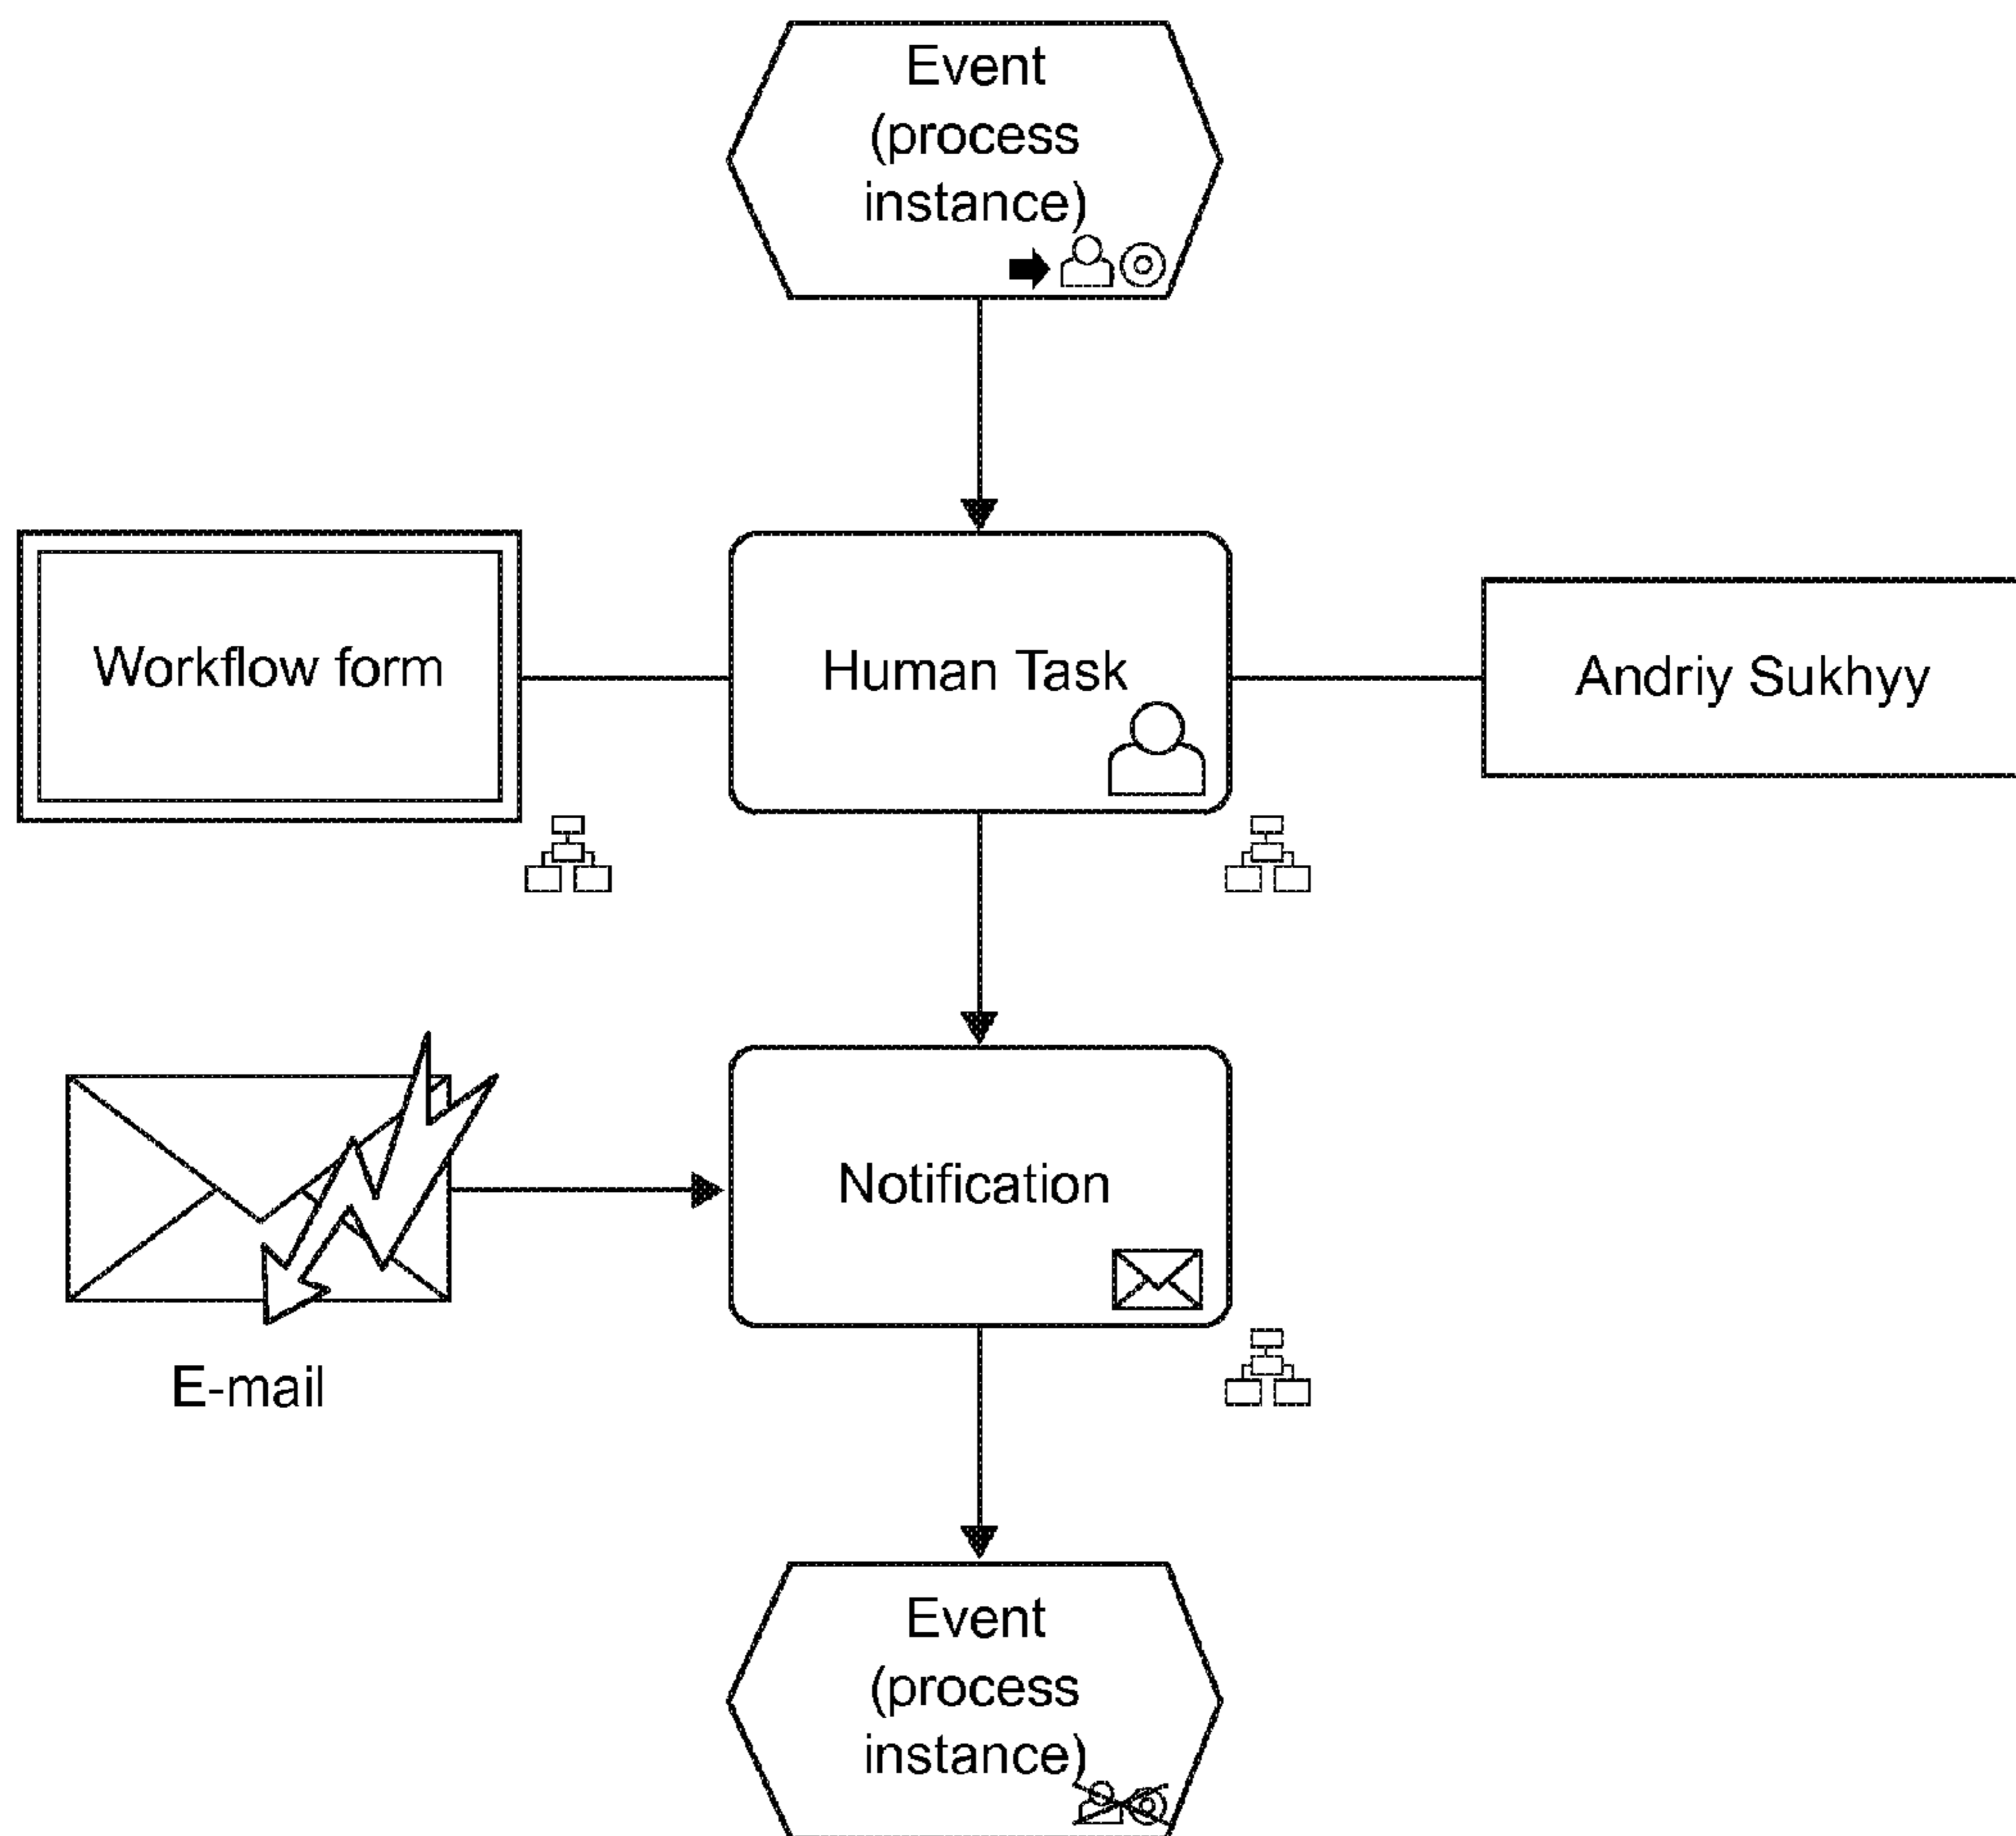 Event
(process
instance)
Workflow form
Human Task
Andriy Sukhyy
Notification
E-mail
Event
(process
instance)